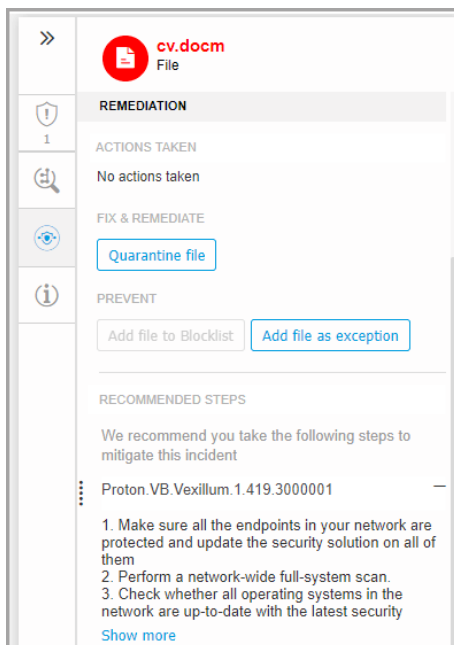 cv.docm
File
REMEDIATION
1
ACTIONS TAKEN
No actions taken
FIX & REMEDIATE
Quarantine file
PREVENT
Add file to Blocklist Add file as exception
RECOMMENDED STEPS
We recommend you take the following steps to
mitigate this incident
Proton.VB.Vexillum.1.419.3000001
1. Make sure all the endpoints in your network are
protected and update the security solution on all of
them
2. Perform a network-wide full-system scan.
3. Check whether all operating systems in the
network are up-to-date with the latest security
Show more